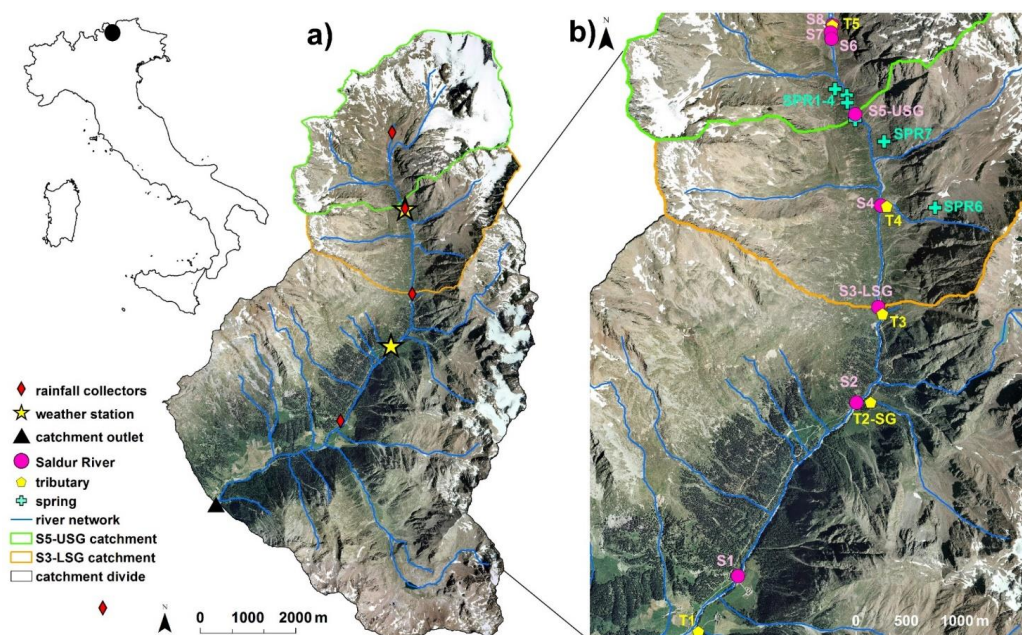 a)
N
rainfall collectors
weather station
catchment outlet
Saldur River
tributary
spring
river network
S5-USG catchment
S3-LSG catchment
catchment divide
N
0 1000 2000 m
b)
S8
T5
S7
S6
SPR1-4
S5-USG
SPR7
S4
T4
SPR6
S3-LSG
T3
S2
T2-SG
S1
T1
0 500 1000 m